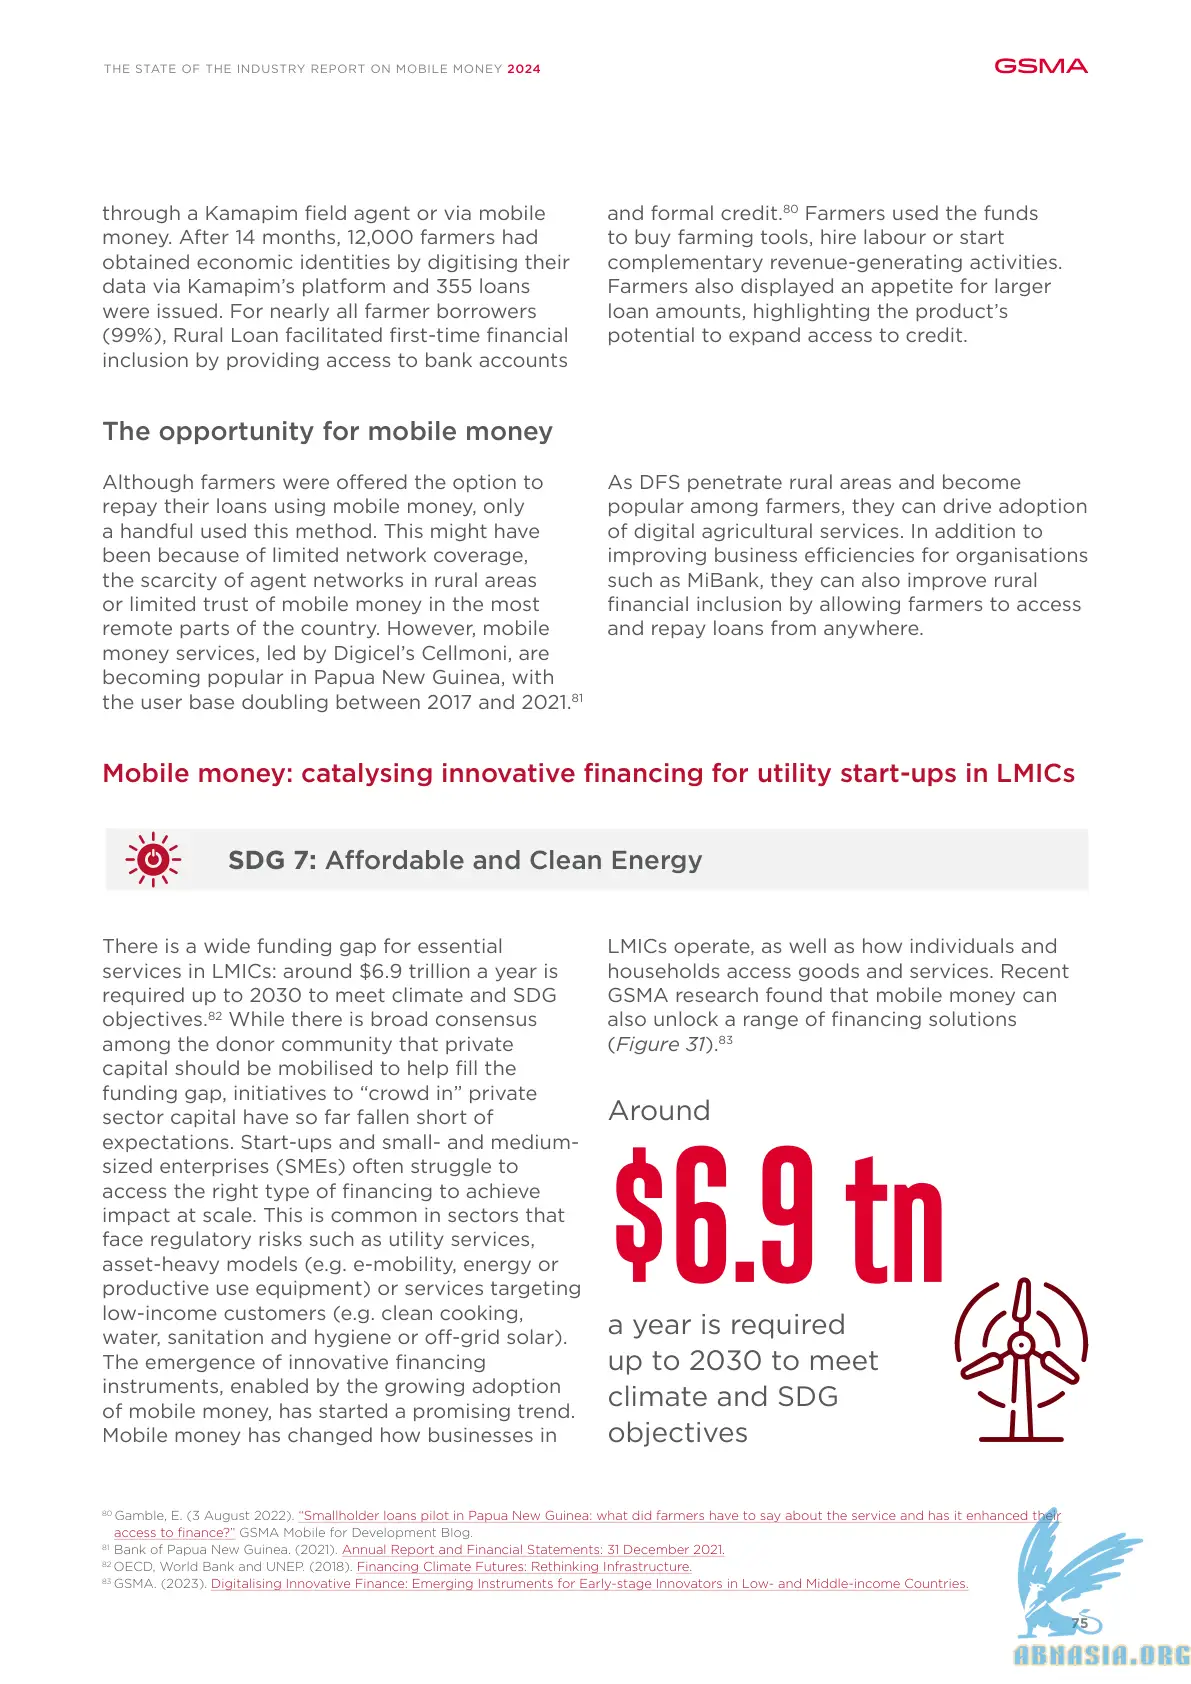 THE STATE OF THE INDUSTRY REPORT ON MOBILE MONEY 2024
GSMA
through a Kamapim field agent or via mobile
money. After 14 months, 12,000 farmers had
obtained economic identities by digitising their
data via Kamapim’s platform and 355 loans
were issued. For nearly all farmer borrowers
(99%), Rural Loan facilitated first-time financial
inclusion by providing access to bank accounts
and formal credit.80 Farmers used the funds
to buy farming tools, hire labour or start
complementary revenue-generating activities.
Farmers also displayed an appetite for larger
loan amounts, highlighting the product’s
potential to expand access to credit.
The opportunity for mobile money
Although farmers were offered the option to
repay their loans using mobile money, only
a handful used this method. This might have
been because of limited network coverage,
the scarcity of agent networks in rural areas
or limited trust of mobile money in the most
remote parts of the country. However, mobile
money services, led by Digicel’s Cellmoni, are
becoming popular in Papua New Guinea, with
the user base doubling between 2017 and 2021.81
As DFS penetrate rural areas and become
popular among farmers, they can drive adoption
of digital agricultural services. In addition to
improving business efficiencies for organisations
such as MiBank, they can also improve rural
financial inclusion by allowing farmers to access
and repay loans from anywhere.
Mobile money: catalysing innovative financing for utility start-ups in LMICs
SDG 7: Affordable and Clean Energy
There is a wide funding gap for essential
services in LMICs: around $6.9 trillion a year is
required up to 2030 to meet climate and SDG
objectives.82 While there is broad consensus
among the donor community that private
capital should be mobilised to help fill the
funding gap, initiatives to “crowd in” private
sector capital have so far fallen short of
expectations. Start-ups and small- and medium-
sized enterprises (SMEs) often struggle to
access the right type of financing to achieve
impact at scale. This is common in sectors that
face regulatory risks such as utility services,
asset-heavy models (e.g. e-mobility, energy or
productive use equipment) or services targeting
low-income customers (e.g. clean cooking,
water, sanitation and hygiene or off-grid solar).
The emergence of innovative financing
instruments, enabled by the growing adoption
of mobile money, has started a promising trend.
Mobile money has changed how businesses in
LMICs operate, as well as how individuals and
households access goods and services. Recent
GSMA research found that mobile money can
also unlock a range of financing solutions
(Figure 31).83
Around
$6.9 tn
a year is required
up to 2030 to meet
climate and SDG
objectives
80 Gamble, E. (3 August 2022). “Smallholder loans pilot in Papua New Guinea: what did farmers have to say about the service and has it enhanced their
access to finance?” GSMA Mobile for Development Blog.
81 Bank of Papua New Guinea. (2021). Annual Report and Financial Statements: 31 December 2021.
82 OECD, World Bank and UNEP. (2018). Financing Climate Futures: Rethinking Infrastructure.
83 GSMA. (2023). Digitalising Innovative Finance: Emerging Instruments for Early-stage Innovators in Low- and Middle-income Countries.
75
ABNASIA.ORG